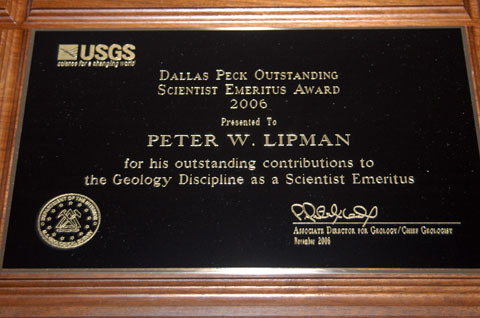 USGS
science for a changing world
DALLAS PECK OUTSTANDING
SCIENTIST EMERITUS AWARD
2006
Presented To
PETER W. LIPMAN
for his outstanding contributions to
the Geology Discipline as a Scientist Emeritus
ASSOCIATE DIRECTOR FOR GEOLOGY/CHIEF GEOLOGIST
November 2006